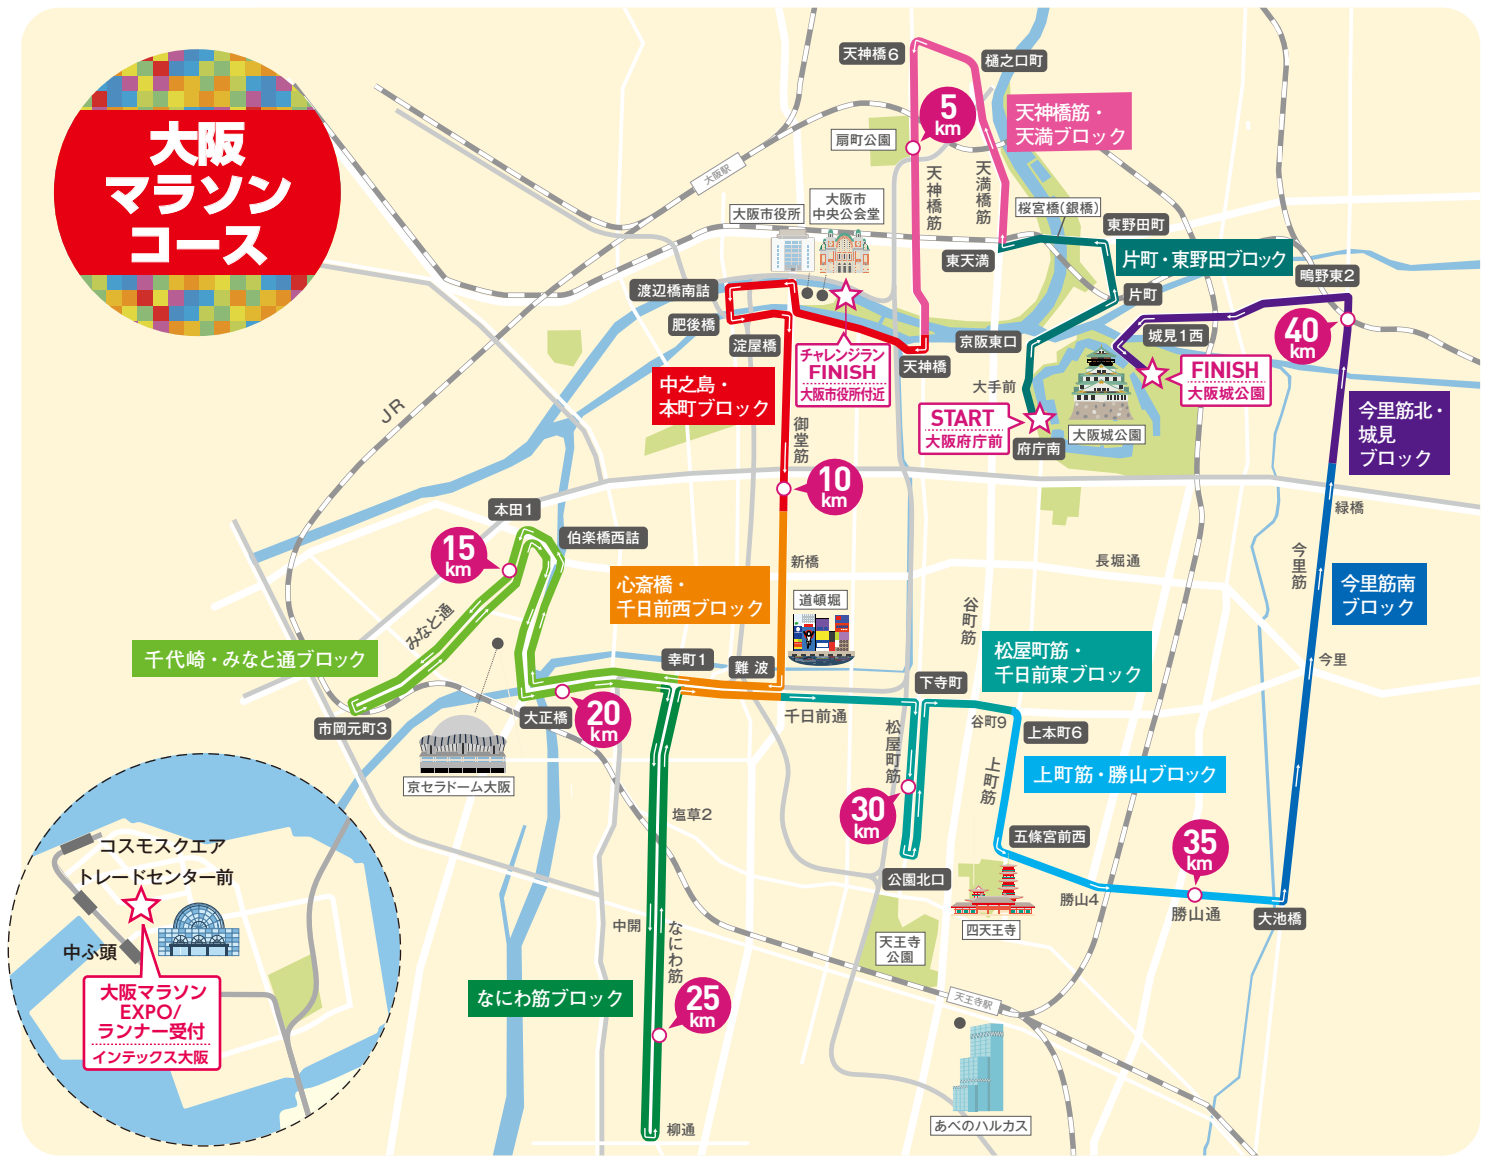 大阪
マラソン
コース
天神橋6
樋之口町
5
km
天神橋筋・
天満ブロック
扇町公園
大阪駅
天神橋筋
天満橋筋
大阪市役所
大阪市
中央公会堂
桜宮橋(銀橋)
東野田町
東天満
片町・東野田ブロック
鴫野東2
渡辺橋南詰
片町
肥後橋
淀屋橋
京阪東口
城見1西
40
km
チャレンジラン
FINISH
大阪市役所付近
天神橋
大手前
FINISH
大阪城公園
中之島・
本町ブロック
JR
START
大阪府庁前
府庁南
大阪城公園
今里筋北・
城見
ブロック
御堂筋
10
km
本田1
伯楽橋西詰
緑橋
15
km
新橋
長堀通
今里筋
心斎橋・
千日前西ブロック
道頓堀
谷町筋
今里筋南
ブロック
みなと通
千代崎・みなと通ブロック
幸町1
難波
松屋町筋・
千日前東ブロック
今里
下寺町
市岡元町3
大正橋
20
km
千日前通
松屋町筋
谷町9
上本町6
京セラドーム大阪
上町筋
上町筋・勝山ブロック
塩草2
30
km
五條宮前西
35
km
コスモスクエア
トレードセンター前
公園北口
勝山4
勝山通
大池橋
中開
なにわ筋
四天王寺
天王寺
公園
中ふ頭
大阪マラソン
EXPO/
ランナー受付
インテックス大阪
なにわ筋ブロック
25
km
天王寺駅
柳通
あべのハルカス